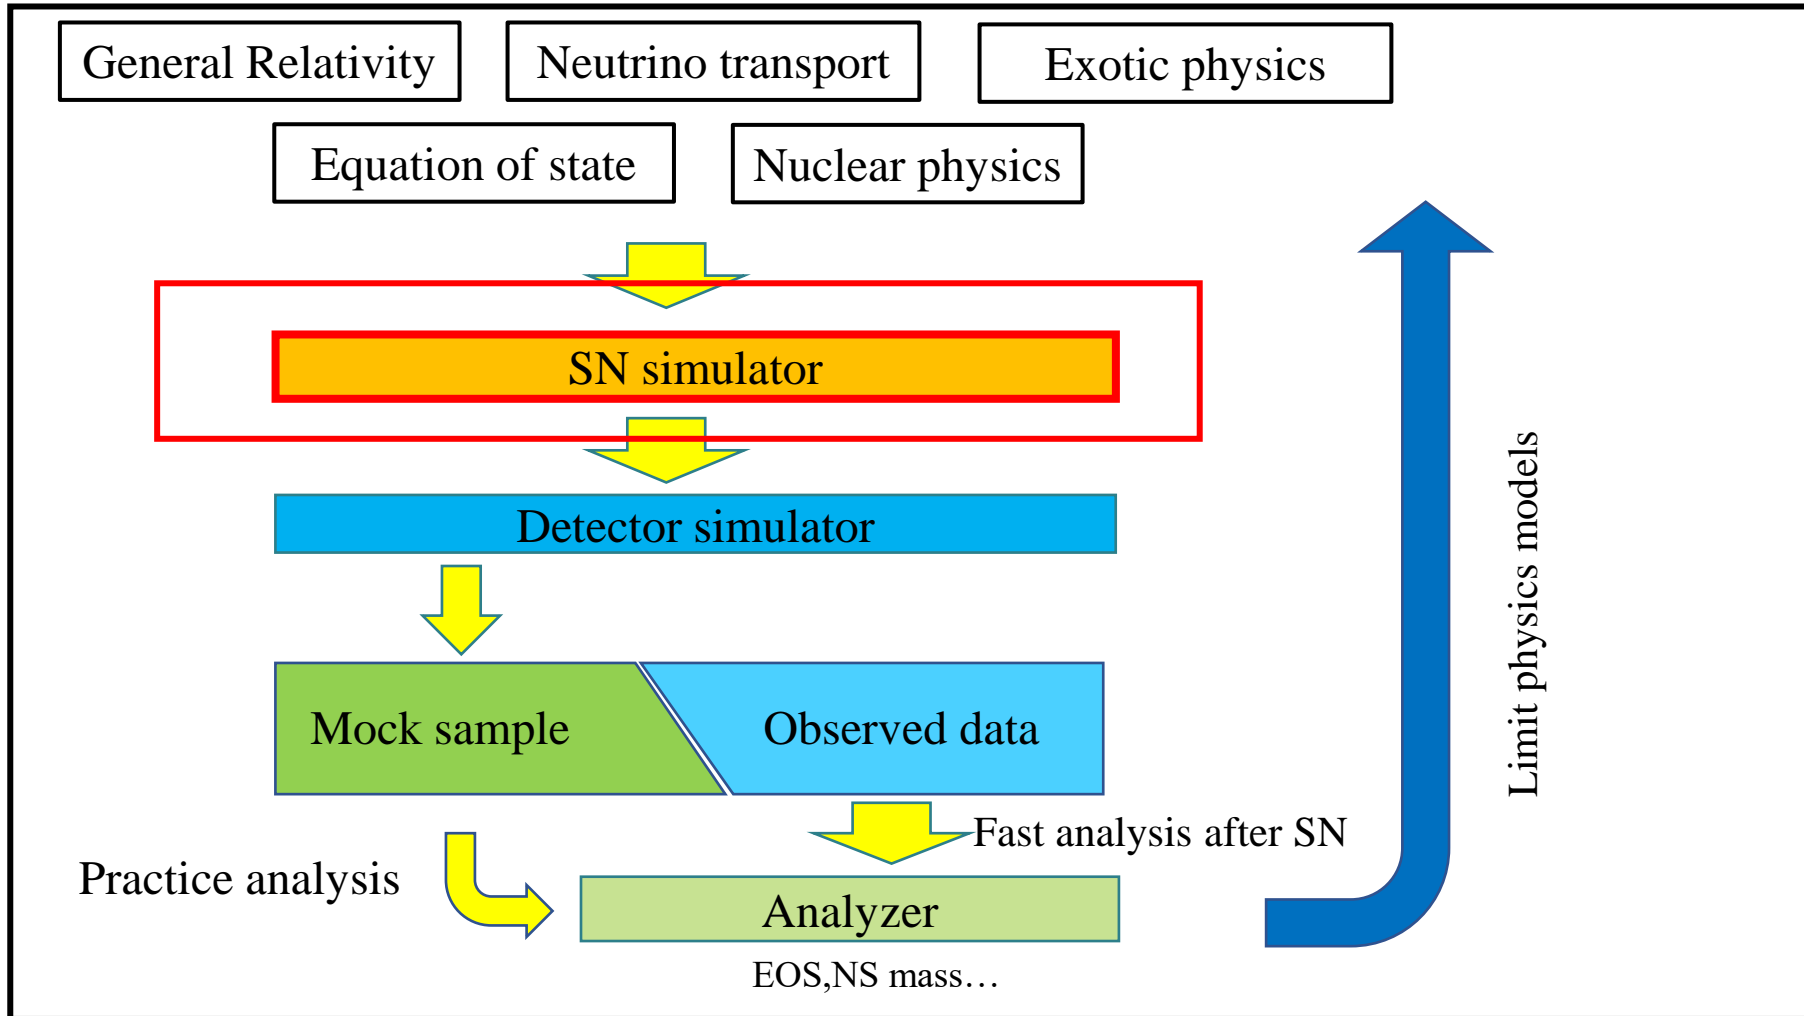 General Relativity
Neutrino transport
Exotic physics
Equation of state
Nuclear physics
SN simulator
Detector simulator
Mock sample
Observed data
Fast analysis after SN
Practice analysis
Analyzer
EOS,NS mass…
Limit physics models